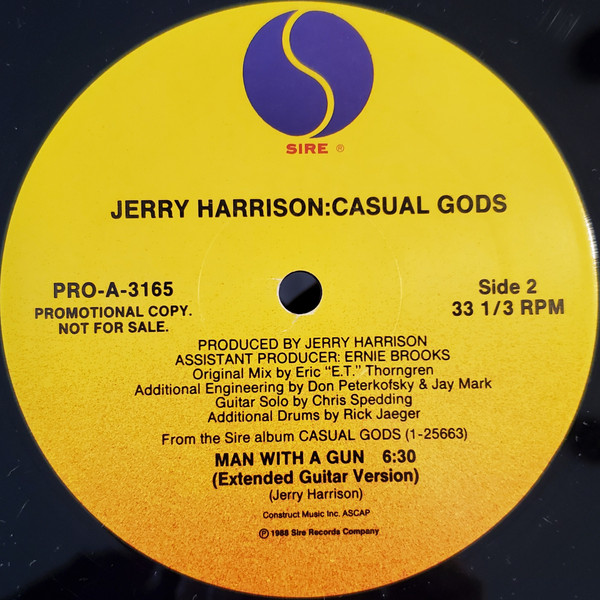 SIRE ®
JERRY HARRISON:CASUAL GODS
PRO-A-3165
PROMOTIONAL COPY.
NOT FOR SALE.
Side 2
33 1/3 RPM
PRODUCED BY JERRY HARRISON
ASSISTANT PRODUCER: ERNIE BROOKS
Original Mix by Eric “E.T.” Thorngren
Additional Engineering by Don Peterkofsky & Jay Mark
Guitar Solo by Chris Spedding
Additional Drums by Rick Jaeger
From the Sire album CASUAL GODS (1-25663)
MAN WITH A GUN 6:30
(Extended Guitar Version)
(Jerry Harrison)
Construct Music Inc. ASCAP
℗ 1988 Sire Records Company